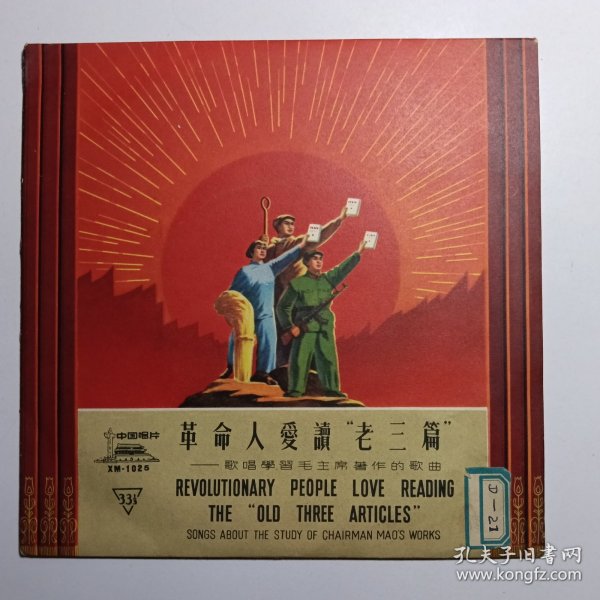 中国唱片
XM-1025
33⅓
革命人愛讀“老三篇”
——歌唱學習毛主席著作的歌曲
REVOLUTIONARY PEOPLE LOVE READING
THE “OLD THREE ARTICLES”
SONGS ABOUT THE STUDY OF CHAIRMAN MAO'S WORKS
D-21
孔夫子旧书网
www.kongfz.com